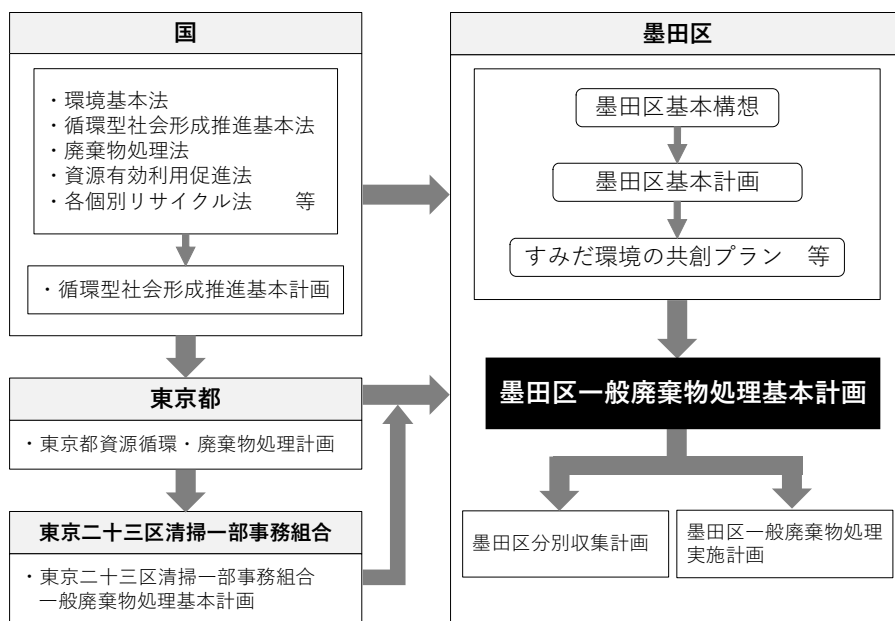 国
・環境基本法
・循環型社会形成推進基本法
・廃棄物処理法
・資源有効利用促進法
・各個別リサイクル法　　等
・循環型社会形成推進基本計画
東京都
・東京都資源循環・廃棄物処理計画
東京二十三区清掃一部事務組合
・東京二十三区清掃一部事務組合
一般廃棄物処理基本計画
墨田区
墨田区基本構想
墨田区基本計画
すみだ環境の共創プラン　等
墨田区一般廃棄物処理基本計画
墨田区分別収集計画
墨田区一般廃棄物処理
実施計画